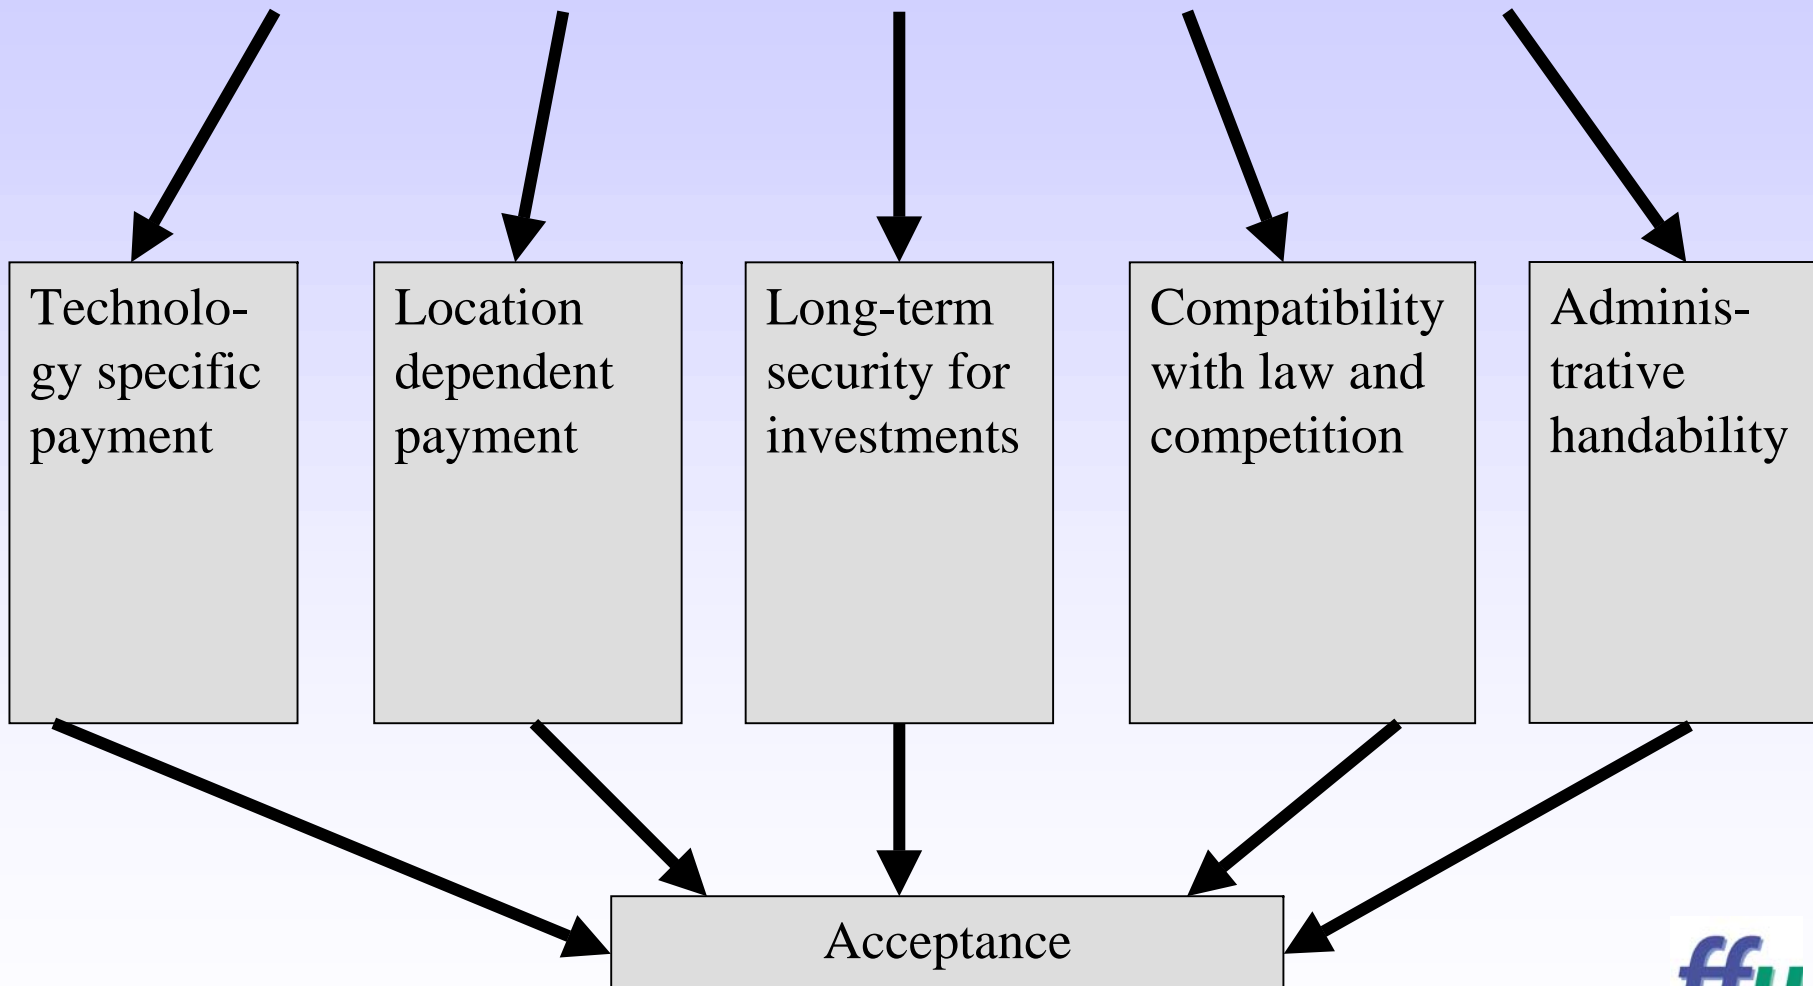 Technolo-
gy specific
payment
Location
dependent
payment
Long-term
security for
investments
Compatibility
with law and
competition
Adminis-
trative
handability
Acceptance
ffu